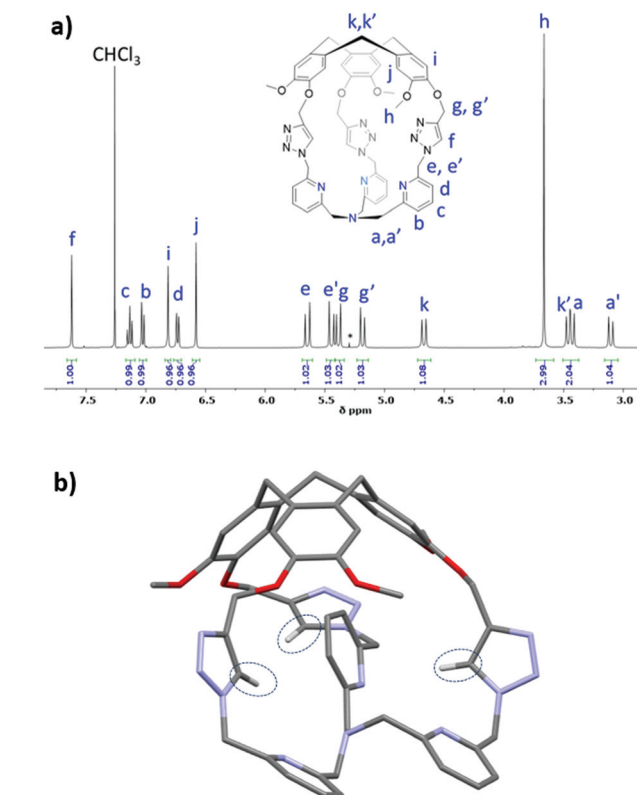 a)
k,k'
h
CHCl3
i
j
O
O
O
O
O
O
h
g, g'
N
N
N
N
N
N
N
N
N
f
e, e'
N
N
N
d
c
N
b
a,a'
f
c
b
i
d
j
e
e'
g
g'
*
k
k'
a
a'
1.00
0.99
0.99
0.96
0.96
0.96
1.02
1.03
1.02
1.03
1.08
2.99
2.04
1.04
7.5
7.0
6.5
6.0
5.5
5.0
4.5
4.0
3.5
3.0
δ ppm
b)